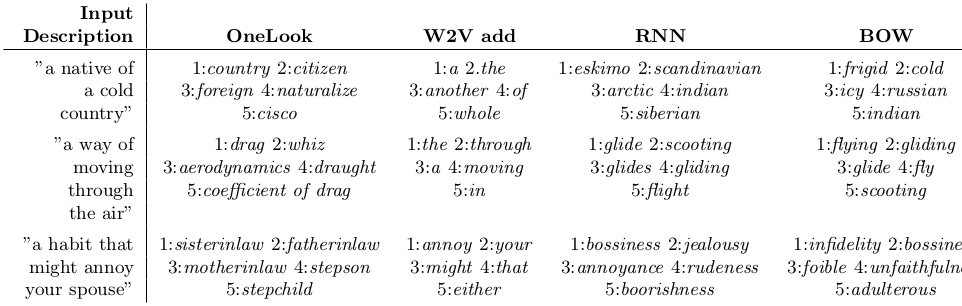 Input
Description OneLook W2V add RNN BOW
"a native of 1:country 2:citizen 1:a 2.the 1:eskimo 2:scandinavian 1:frigid 2:cold
a cold 3:foreign 4:naturalize 3:another 4:of 3:arctic 4:indian 3:icy 4:russian
country" 5:cisco 5:whole 5:siberian 5:indian
"a way of 1:drag 2:whiz 1:the 2:through 1:glide 2:scooting 1:flying 2:gliding
moving 3:aerodynamics 4:draught 3:a 4:moving 3:glides 4:gliding 3:glide 4:fly
through 5:coefficient of drag 5:in 5:flight 5:scooting
the air"
"a habit that 1:sisterinlaw 2:fatherinlaw 1:annoy 2:your 1:bossiness 2:jealousy 1:infidelity 2:bossine
might annoy 3:motherinlaw 4:stepson 3:might 4:that 3:annoyance 4:rudeness 3:foible 4:unfaithfuln
your spouse" 5:stepchild 5:either 5:boorishness 5:adulterous